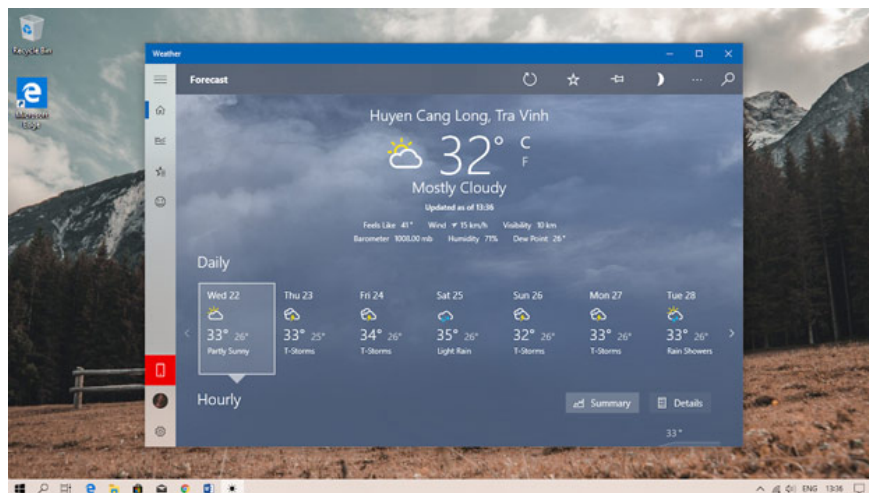 Recycle Bin
Microsoft
Edge
Weather
Forecast
Huyen Cang Long, Tra Vinh
32° C
F
Mostly Cloudy
Updated as of 13:36
Feels Like 41° Wind 15 km/h Visibility 10 km
Barometer 1008.00 mb Humidity 71% Dew Point 26°
Daily
Wed 22 Thu 23 Fri 24 Sat 25 Sun 26 Mon 27 Tue 28
33° 26° 33° 25° 34° 26° 35° 26° 32° 26° 33° 26° 33° 26°
Partly Sunny T-Storms T-Storms Light Rain T-Storms T-Storms Rain Showers
Hourly Summary Details
33°
ENG 13:36